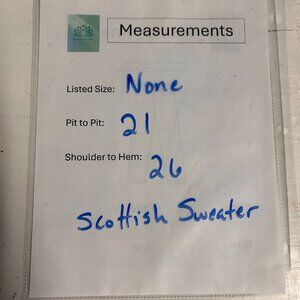 Measurements
Listed Size: None
Pit to Pit: 21
Shoulder to Hem: 26
Scottish Sweater